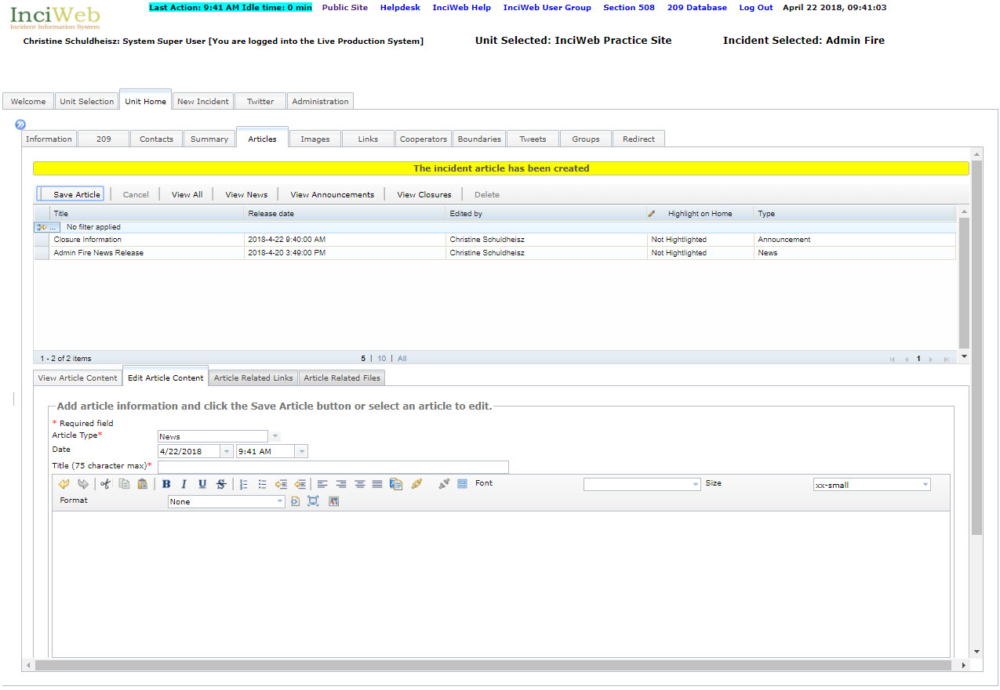 InciWeb
Incident Information System
Last Action: 9:41 AM Idle time: 0 min Public Site Helpdesk InciWeb Help InciWeb User Group Section 508 209 Database Log Out April 22 2018, 09:41:03
Christine Schuldheisz: System Super User [You are logged into the Live Production System] Unit Selected: InciWeb Practice Site Incident Selected: Admin Fire
Welcome Unit Selection Unit Home New Incident Twitter Administration
Information 209 Contacts Summary Articles Images Links Cooperators Boundaries Tweets Groups Redirect
The incident article has been created
Save Article Cancel View All View News View Announcements View Closures Delete
Title Release date Edited by Highlight on Home Type
... No filter applied
Closure Information 2018-4-22 9:40:00 AM Christine Schuldheisz Not Hightlighted Announcement
Admin Fire News Release 2018-4-20 3:49:00 PM Christine Schuldheisz Not Hightlighted News
1 - 2 of 2 items 5 | 10 | All 1
View Article Content Edit Article Content Article Related Links Article Related Files
Add article information and click the Save Article button or select an article to edit.
* Required field
Article Type* News
Date 4/22/2018 9:41 AM
Title (75 character max)*
B I U S Font Size xx-small
Format None